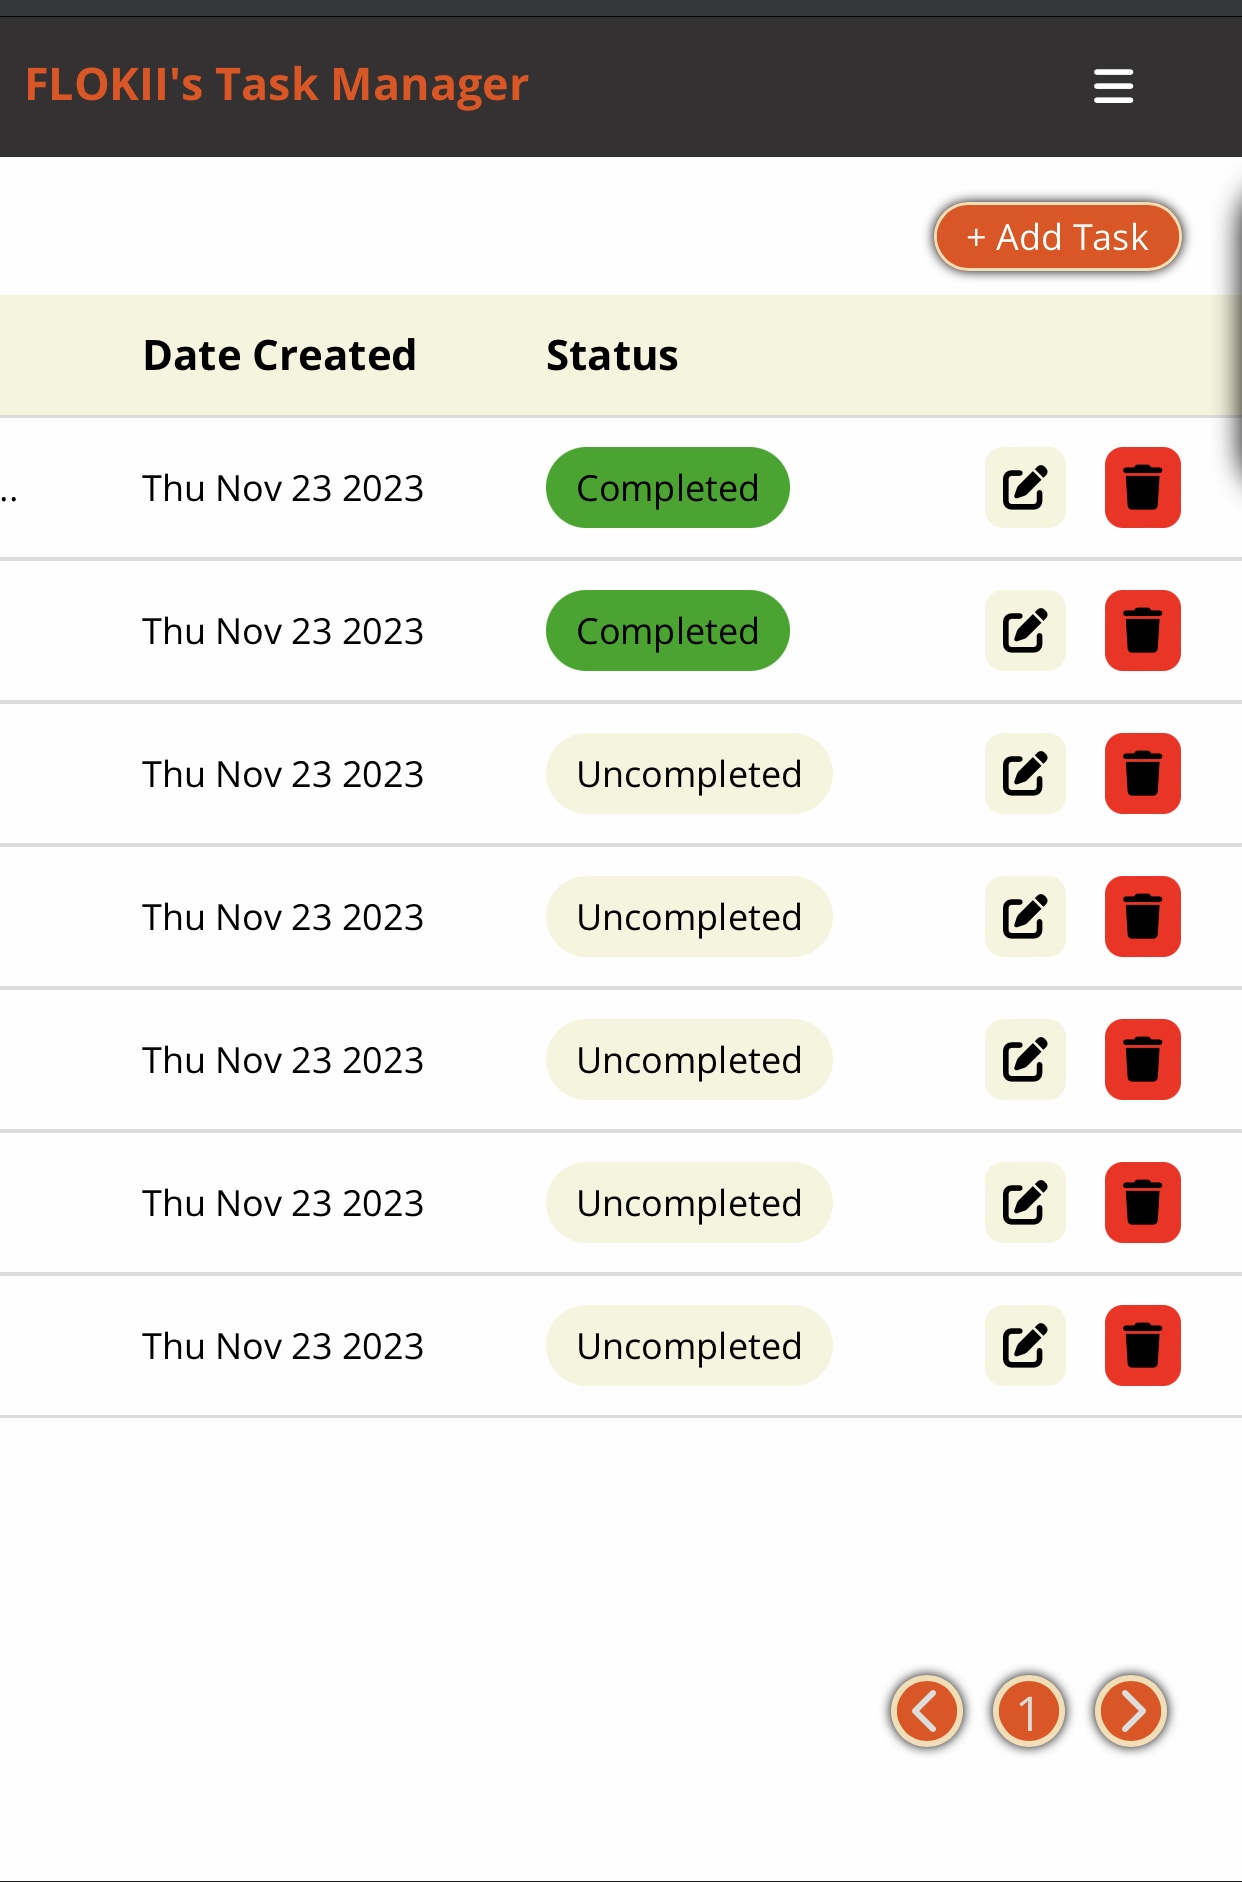 FLOKII's Task Manager
+ Add Task
Date Created Status
.. Thu Nov 23 2023 Completed
Thu Nov 23 2023 Completed
Thu Nov 23 2023 Uncompleted
Thu Nov 23 2023 Uncompleted
Thu Nov 23 2023 Uncompleted
Thu Nov 23 2023 Uncompleted
Thu Nov 23 2023 Uncompleted
1